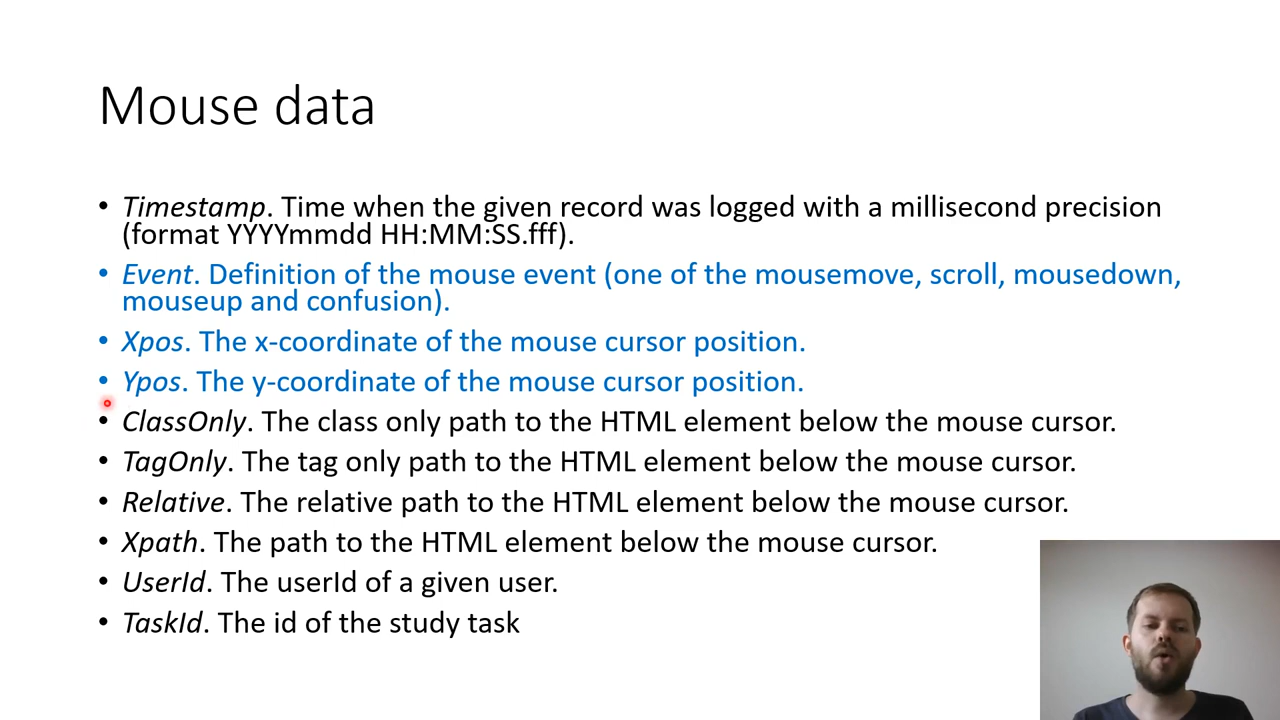 Mouse data
• Timestamp. Time when the given record was logged with a millisecond precision
(format YYYYmmdd HH:MM:SS.fff).
• Event. Definition of the mouse event (one of the mousemove, scroll, mousedown,
mouseup and confusion).
• Xpos. The x-coordinate of the mouse cursor position.
• Ypos. The y-coordinate of the mouse cursor position.
• ClassOnly. The class only path to the HTML element below the mouse cursor.
• TagOnly. The tag only path to the HTML element below the mouse cursor.
• Relative. The relative path to the HTML element below the mouse cursor.
• Xpath. The path to the HTML element below the mouse cursor.
• UserId. The userId of a given user.
• TaskId. The id of the study task